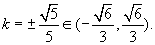 k = ±√5/5 ∈ (−√6/3, √6/3).